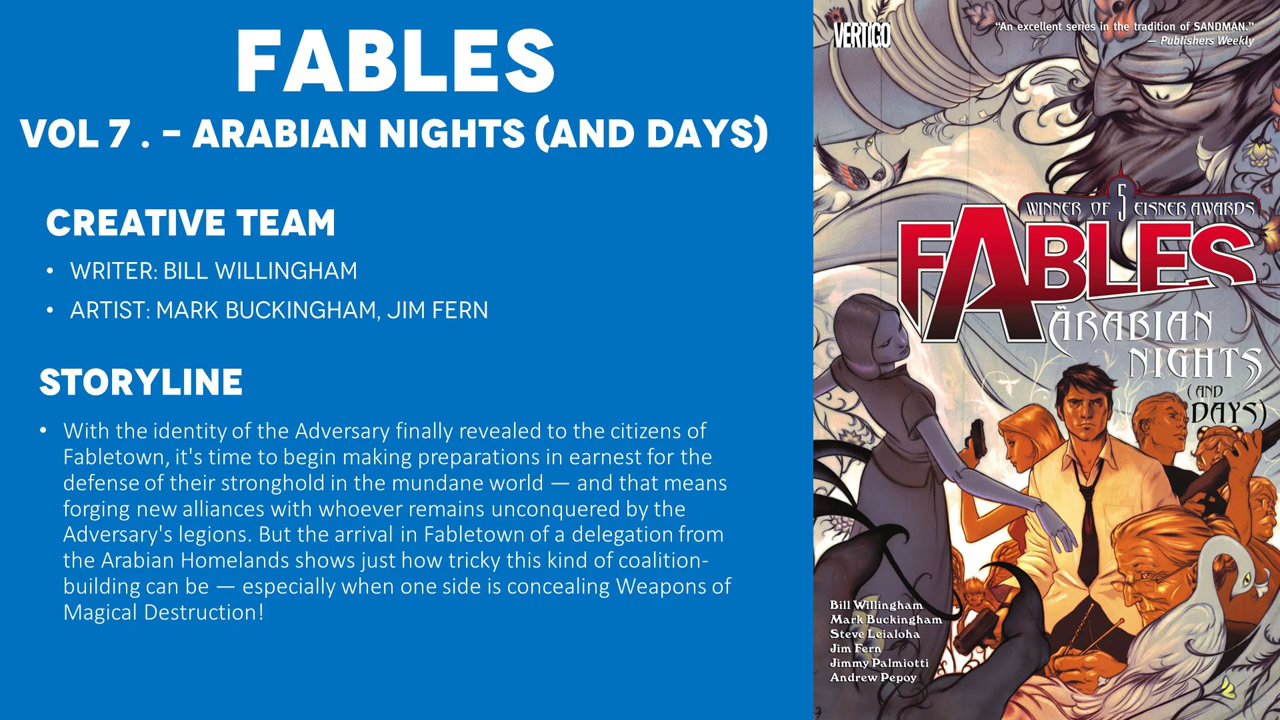 FABLES
VOL 7 . – ARABIAN NIGHTS (AND DAYS)
CREATIVE TEAM
• WRITER: BILL WILLINGHAM
• ARTIST: MARK BUCKINGHAM, JIM FERN
STORYLINE
• With the identity of the Adversary finally revealed to the citizens of
Fabletown, it's time to begin making preparations in earnest for the
defense of their stronghold in the mundane world — and that means
forging new alliances with whoever remains unconquered by the
Adversary's legions. But the arrival in Fabletown of a delegation from
the Arabian Homelands shows just how tricky this kind of coalition-
building can be — especially when one side is concealing Weapons of
Magical Destruction!
VERTIGO
“An excellent series in the tradition of SANDMAN.”
— Publishers Weekly
WINNER OF 5 EISNER AWARDS
FABLES
ARABIAN
NIGHTS
(AND
DAYS)
Bill Willingham
Mark Buckingham
Steve Leialoha
Jim Fern
Jimmy Palmiotti
Andrew Pepoy